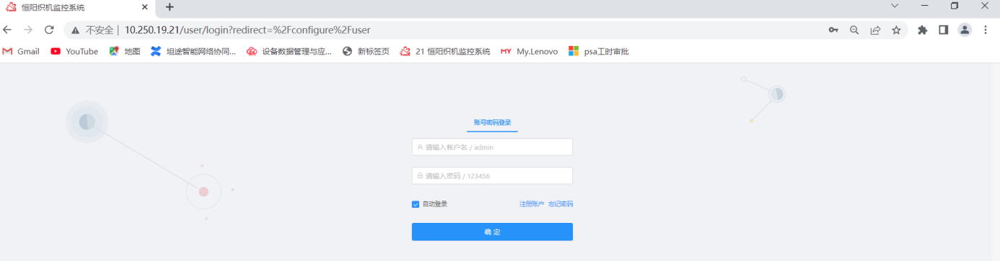 恒阳织机监控系统
不安全 | 10.250.19.21/user/login?redirect=%2Fconfigure%2Fuser
Gmail YouTube 地图 坦途智能网络协同... 设备数据管理与应... 新标签页 21 恒阳织机监控系统 MY My.Lenovo psa工时审批
账号密码登录
请输入帐户名 / admin
请输入密码 / 123456
自动登录 注册账户 忘记密码
确 定